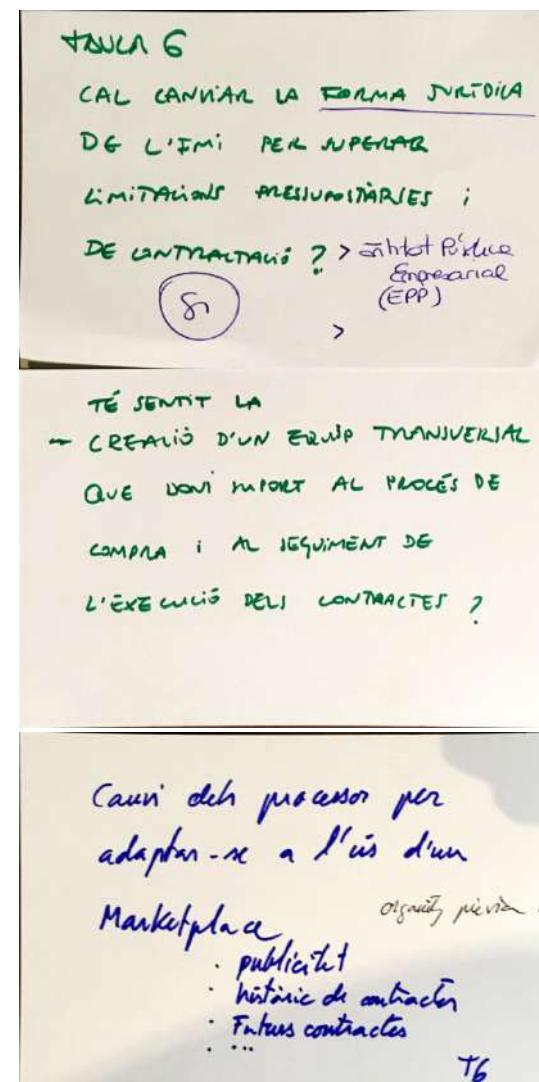 TAULA 6
CAL CANVIAR LA FORMA JURÍDICA
DE L'IMI PER SUPERAR
LIMITACIONS PRESSUPOSTÀRIES i
DE CONTRACTACIÓ ? > Entitat Pública
Empresarial
(EPP)
Sí
>
TÉ SENTIT LA
- CREACIÓ D'UN EQUIP TRANSVERSAL
QUE DONI SUPORT AL PROCÉS DE
COMPRA i AL SEGUIMENT DE
L'EXECUCIÓ DELS CONTRACTES ?
Canvi dels processos per
adaptar-se a l'ús d'un
Marketplace
prèvia
· publicitat
· històric de contractes
· Futurs contractes
· ...
T6